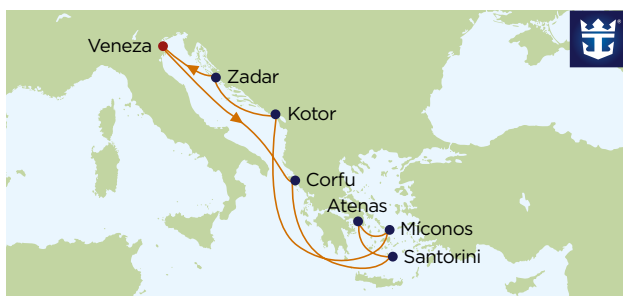 Veneza
Zadar
Kotor
Corfu
Atenas
Míconos
Santorini